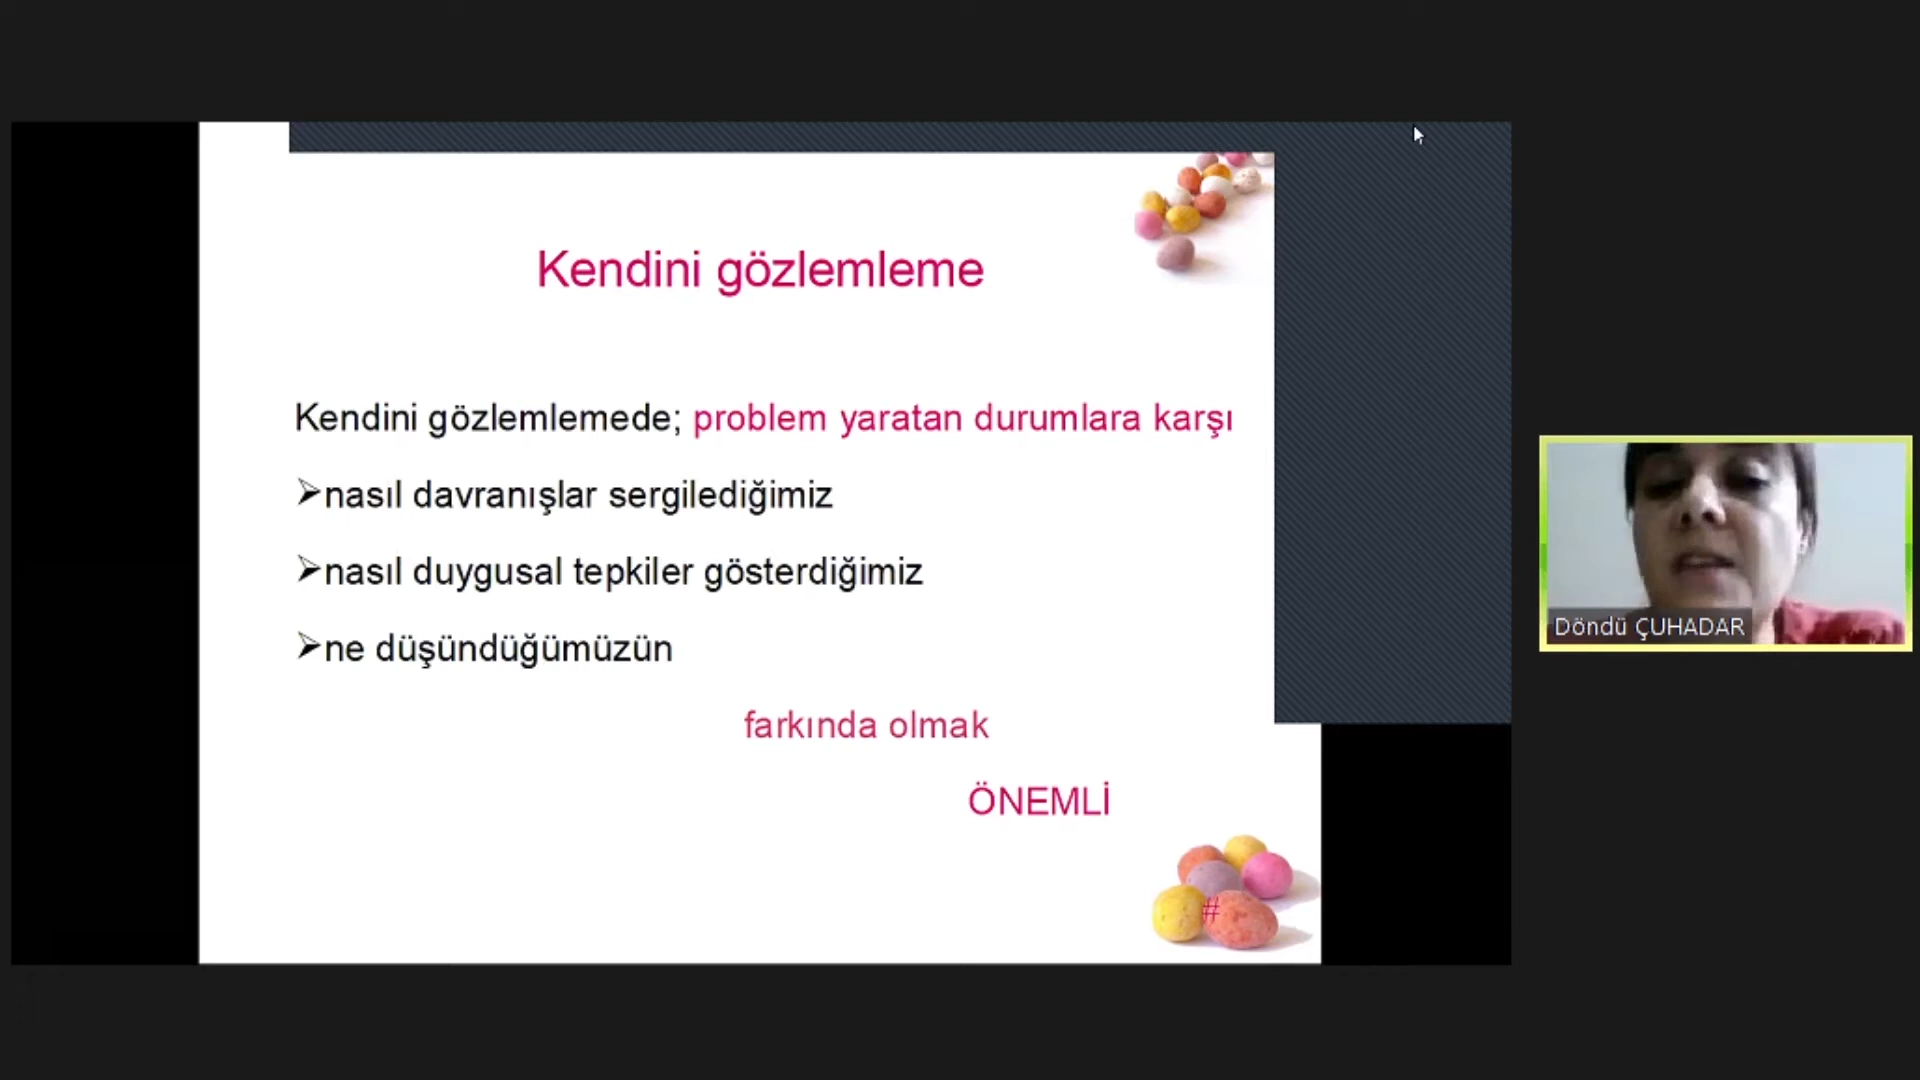 Kendini gözlemleme
Kendini gözlemlemede; problem yaratan durumlara karşı
➢nasıl davranışlar sergilediğimiz
➢nasıl duygusal tepkiler gösterdiğimiz
➢ne düşündüğümüzün
farkında olmak
ÖNEMLİ
#
Döndü ÇUHADAR